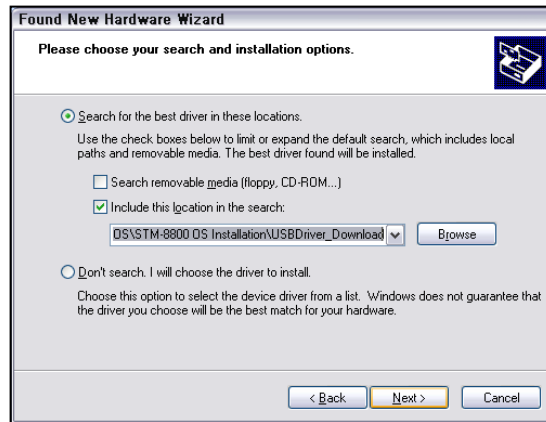 Found New Hardware Wizard
Please choose your search and installation options.
Search for the best driver in these locations.
Use the check boxes below to limit or expand the default search, which includes local
paths and removable media. The best driver found will be installed.
Search removable media (floppy, CD-ROM...)
Include this location in the search:
OS\STM-8800 OS Installation\USBDriver_Download
Browse
Don't search. I will choose the driver to install.
Choose this option to select the device driver from a list. Windows does not guarantee that
the driver you choose will be the best match for your hardware.
< Back
Next >
Cancel